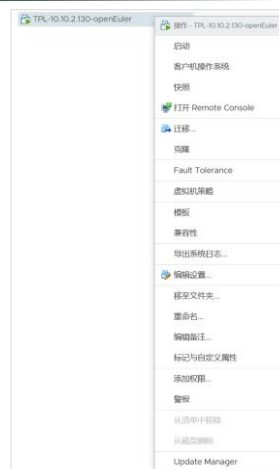 TPL-10.10.2.130-openEuler
操作 - TPL-10.10.2.130-openEuler
启动
客户机操作系统
快照
打开 Remote Console
迁移...
克隆
Fault Tolerance
虚拟机策略
模板
兼容性
导出系统日志...
编辑设置...
移至文件夹...
重命名...
编辑备注...
标记与自定义属性
添加权限...
警报
从清单中移除
从磁盘删除
Update Manager